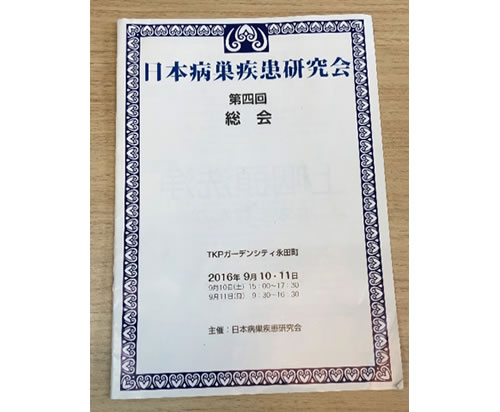 日本病巣疾患研究会
第四回
総会
TKPガーデンシティ永田町
2016年 9月 10・11日
9月10日(土) 15:00~17:30
9月11日(日) 9:30~16:30
主催:日本病巣疾患研究会